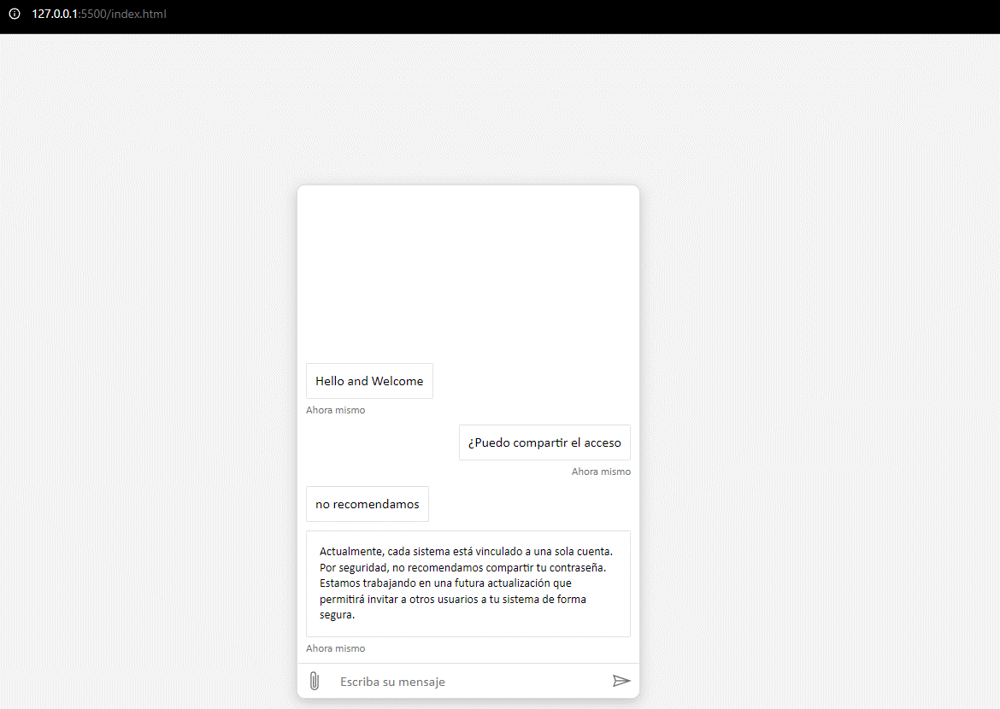 127.0.0.1:5500/index.html
Hello and Welcome
Ahora mismo
¿Puedo compartir el acceso
Ahora mismo
no recomendamos
Actualmente, cada sistema está vinculado a una sola cuenta.
Por seguridad, no recomendamos compartir tu contraseña.
Estamos trabajando en una futura actualización que
permitirá invitar a otros usuarios a tu sistema de forma
segura.
Ahora mismo
Escriba su mensaje